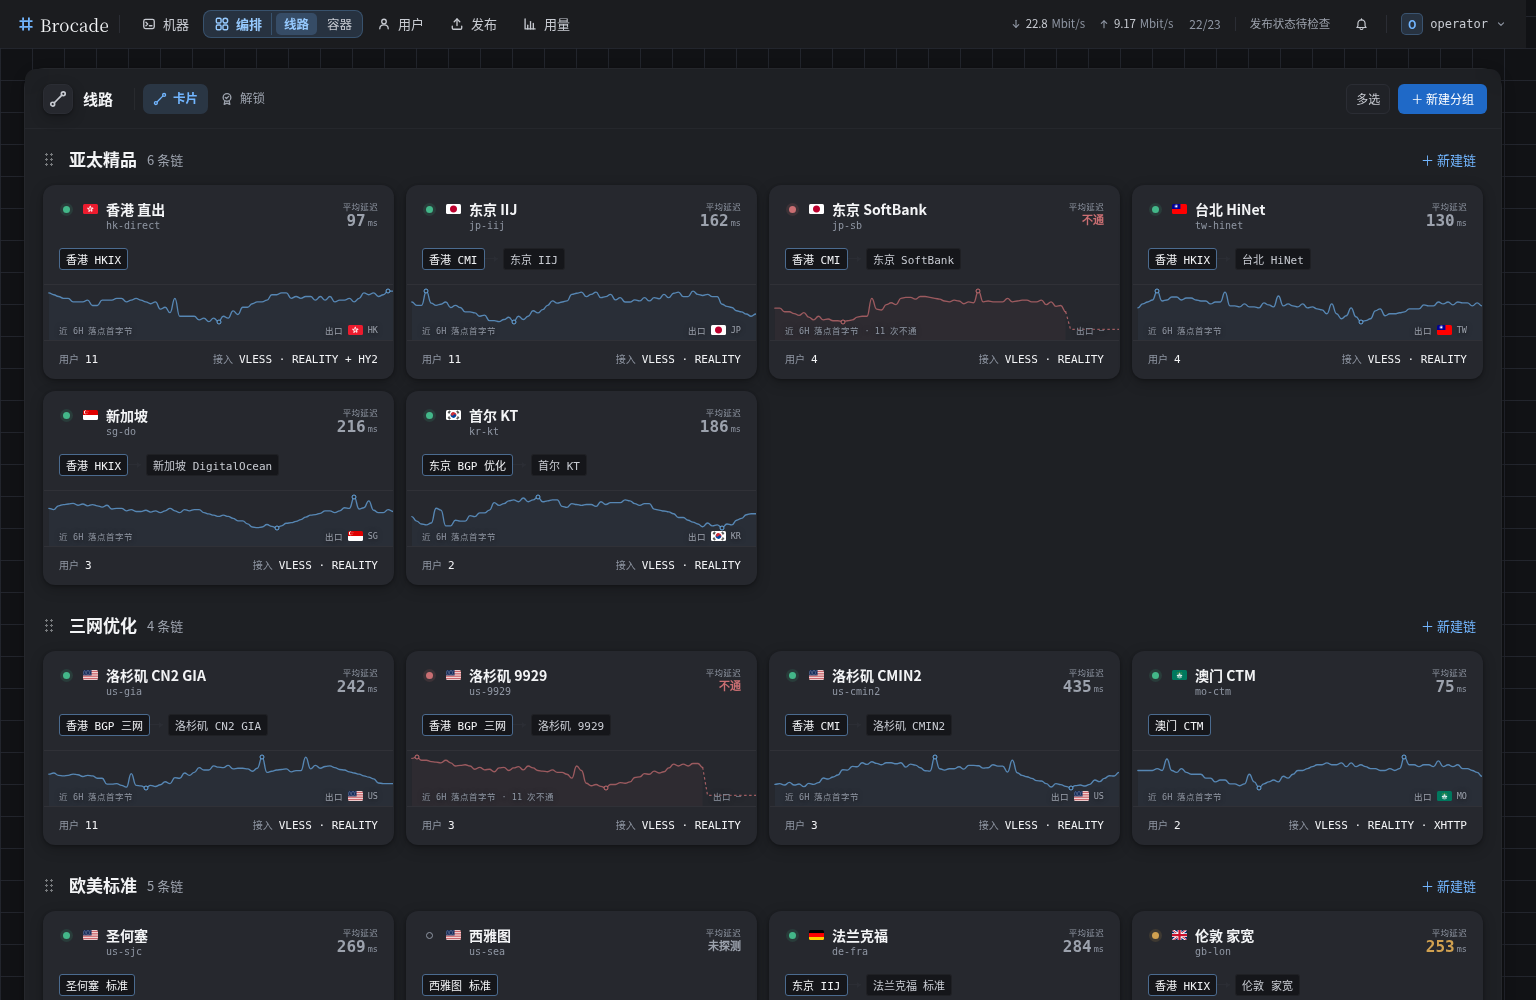 Brocade 机器 编排 线路 容器 用户 发布 用量 22.8 Mbit/s 9.17 Mbit/s 22/23 发布状态待检查 O operator
线路 卡片 解锁 多选 新建分组
亚太精品 6 条链 新建链
香港 直出 平均延迟
hk-direct 97 ms
香港 HKIX
近 6H 落点首字节 出口 HK
用户 11 接入 VLESS · REALITY + HY2
东京 IIJ 平均延迟
jp-iij 162 ms
香港 CMI 东京 IIJ
近 6H 落点首字节 出口 JP
用户 11 接入 VLESS · REALITY
东京 SoftBank 平均延迟
jp-sb 不通
香港 CMI 东京 SoftBank
近 6H 落点首字节 · 11 次不通 出口
用户 4 接入 VLESS · REALITY
台北 HiNet 平均延迟
tw-hinet 130 ms
香港 HKIX 台北 HiNet
近 6H 落点首字节 出口 TW
用户 4 接入 VLESS · REALITY
新加坡 平均延迟
sg-do 216 ms
香港 HKIX 新加坡 DigitalOcean
近 6H 落点首字节 出口 SG
用户 3 接入 VLESS · REALITY
首尔 KT 平均延迟
kr-kt 186 ms
东京 BGP 优化 首尔 KT
近 6H 落点首字节 出口 KR
用户 2 接入 VLESS · REALITY
三网优化 4 条链 新建链
洛杉矶 CN2 GIA 平均延迟
us-gia 242 ms
香港 BGP 三网 洛杉矶 CN2 GIA
近 6H 落点首字节 出口 US
用户 11 接入 VLESS · REALITY
洛杉矶 9929 平均延迟
us-9929 不通
香港 BGP 三网 洛杉矶 9929
近 6H 落点首字节 · 11 次不通 出口
用户 3 接入 VLESS · REALITY
洛杉矶 CMIN2 平均延迟
us-cmin2 435 ms
香港 CMI 洛杉矶 CMIN2
近 6H 落点首字节 出口 US
用户 3 接入 VLESS · REALITY
澳门 CTM 平均延迟
mo-ctm 75 ms
澳门 CTM
近 6H 落点首字节 出口 MO
用户 2 接入 VLESS · REALITY · XHTTP
欧美标准 5 条链 新建链
圣何塞 平均延迟
us-sjc 269 ms
圣何塞 标准
西雅图 平均延迟
us-sea 未探测
西雅图 标准
法兰克福 平均延迟
de-fra 284 ms
东京 IIJ 法兰克福 标准
伦敦 家宽 平均延迟
gb-lon 253 ms
香港 HKIX 伦敦 家宽